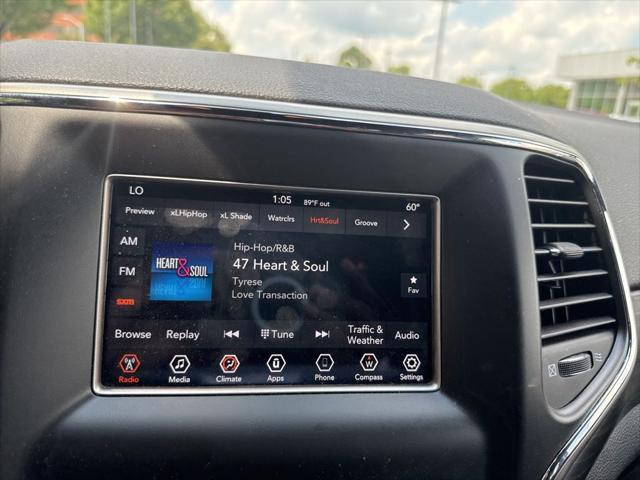 LO 1:05 89°F out 60°
Preview xLHipHop xL Shade Watrclrs Hrt&Soul Groove
AM
FM
sxm
HEART & SOUL
Hip-Hop/R&B
47 Heart & Soul
Tyrese
Love Transaction
Fav
Browse Replay Tune Traffic & Weather Audio
Radio Media Climate Apps Phone Compass Settings
W